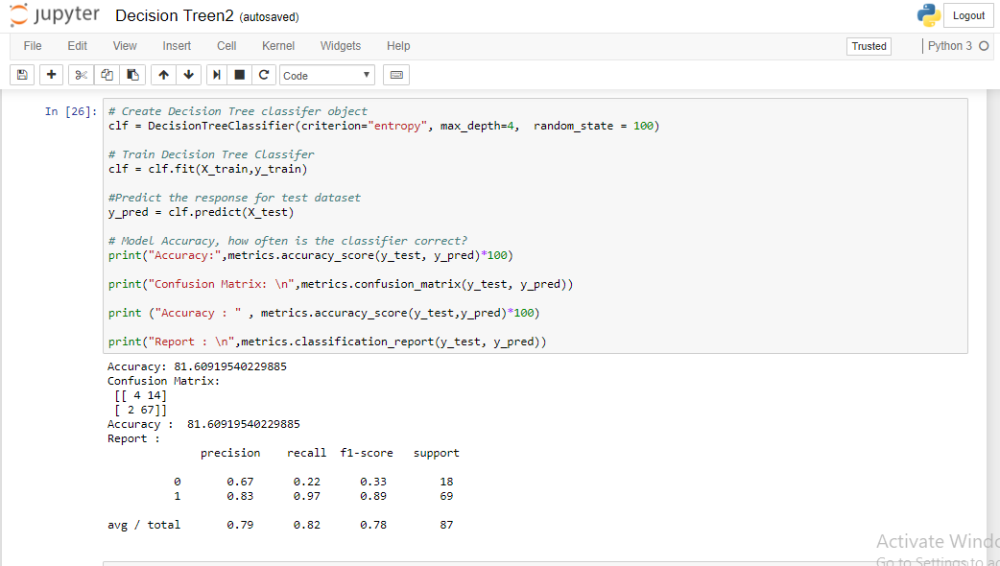 jupyter Decision Treen2 (autosaved) Logout
File Edit View Insert Cell Kernel Widgets Help Trusted Python 3
Code
In [26]: # Create Decision Tree classifer object
clf = DecisionTreeClassifier(criterion="entropy", max_depth=4,  random_state = 100)
# Train Decision Tree Classifer
clf = clf.fit(X_train,y_train)
#Predict the response for test dataset
y_pred = clf.predict(X_test)
# Model Accuracy, how often is the classifier correct?
print("Accuracy:",metrics.accuracy_score(y_test, y_pred)*100)
print("Confusion Matrix: \n",metrics.confusion_matrix(y_test, y_pred))
print ("Accuracy : " , metrics.accuracy_score(y_test,y_pred)*100)
print("Report : \n",metrics.classification_report(y_test, y_pred))
Accuracy: 81.60919540229885
Confusion Matrix:
[[ 4 14]
[ 2 67]]
Accuracy :  81.60919540229885
Report :
precision recall f1-score support
0 0.67 0.22 0.33 18
1 0.83 0.97 0.89 69
avg / total 0.79 0.82 0.78 87
Activate Windo
Go to Settings to ac